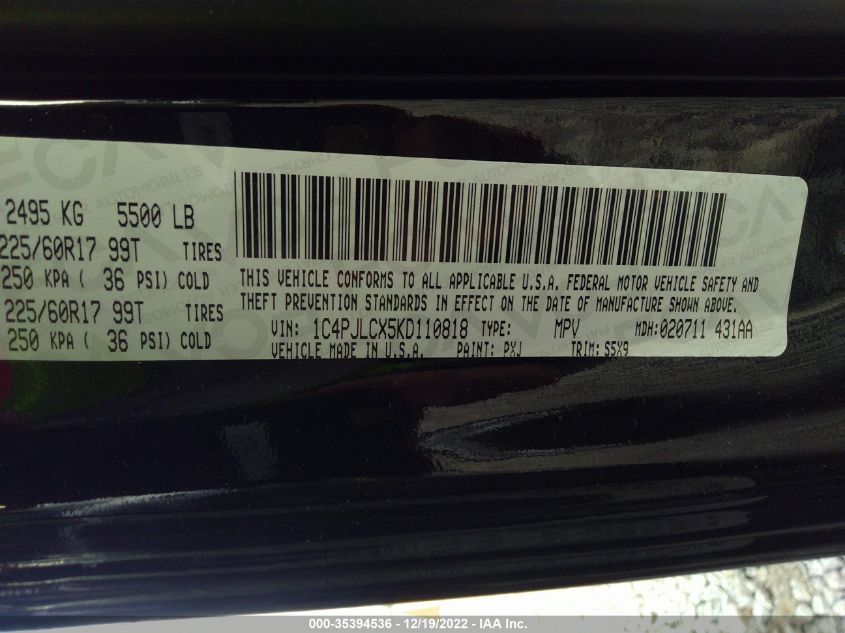 2495 KG 5500 LB
225/60R17 99T TIRES
250 KPA ( 36 PSI) COLD
225/60R17 99T TIRES
250 KPA ( 36 PSI) COLD
THIS VEHICLE CONFORMS TO ALL APPLICABLE U.S.A. FEDERAL MOTOR VEHICLE SAFETY AND
THEFT PREVENTION STANDARDS IN EFFECT ON THE DATE OF MANUFACTURE SHOWN ABOVE.
VIN: 1C4PJLCX5KD110818 TYPE: MPV MDH:020711 431AA
VEHICLE MADE IN U.S.A. PAINT: PXJ TRIM: S5X9
000-35394536 - 12/19/2022 - IAA Inc.